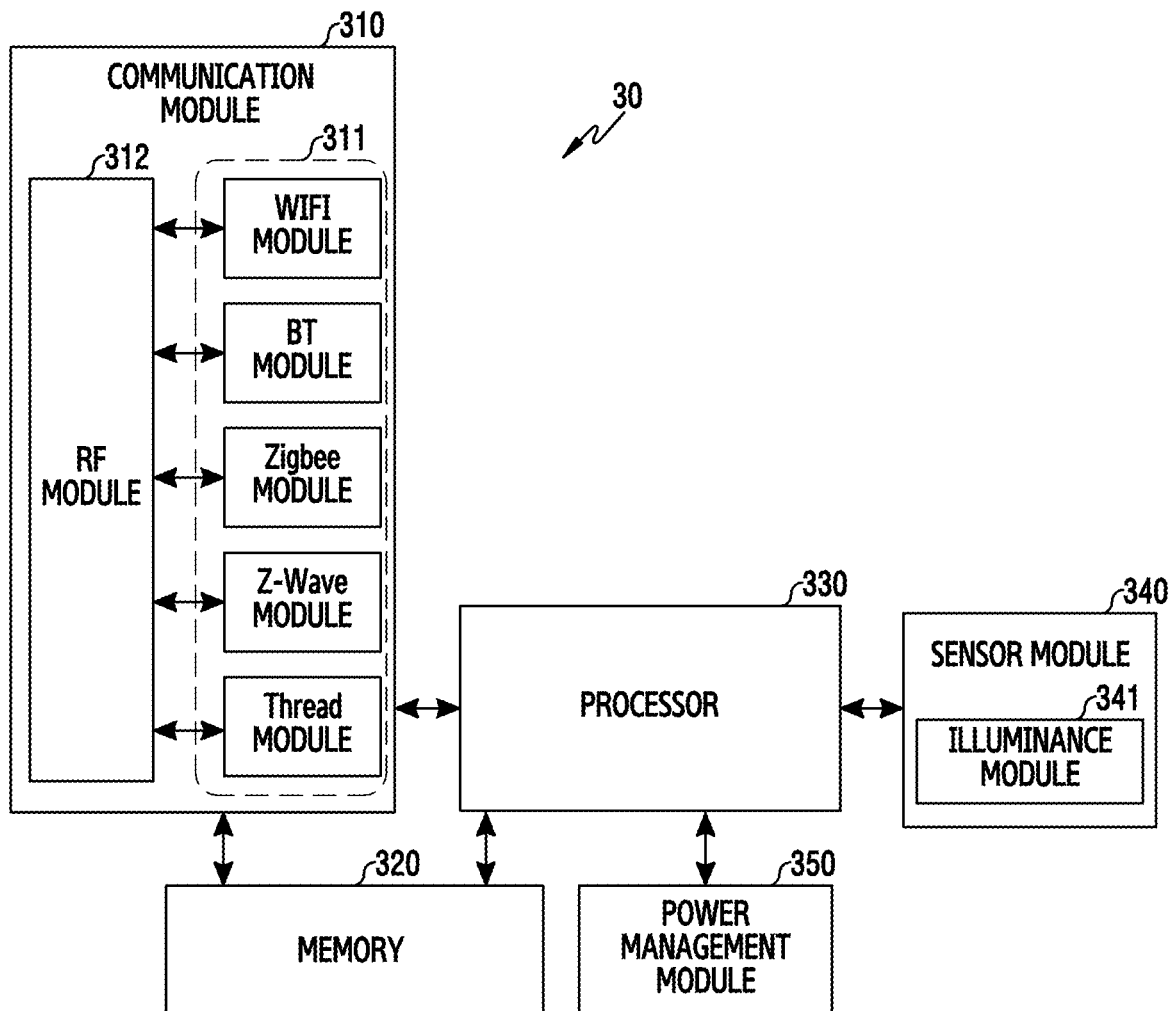 310
COMMUNICATION
MODULE
30
311
312
WIFI
MODULE
BT
MODULE
RF
MODULE
Zigbee
MODULE
Z-Wave
MODULE
Thread
MODULE
330
PROCESSOR
340
SENSOR MODULE
341
ILLUMINANCE
MODULE
320
MEMORY
350
POWER
MANAGEMENT
MODULE